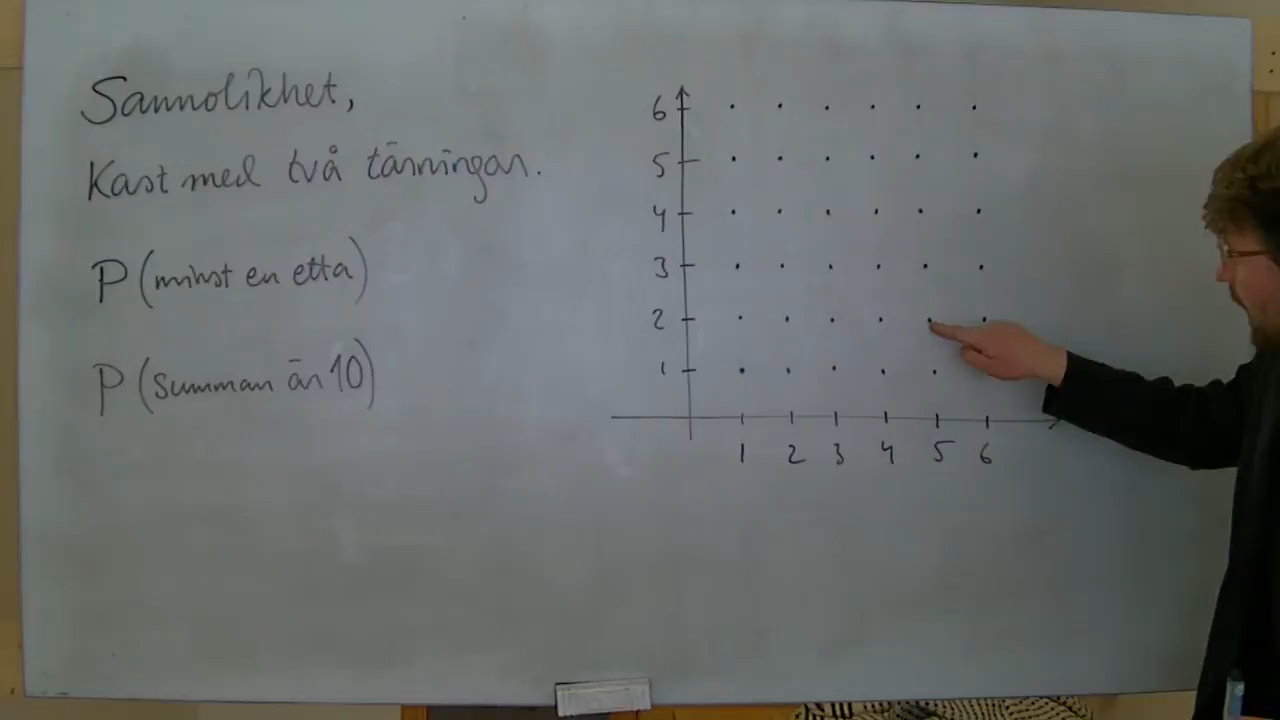 Sannolikhet,
Kast med två tärningar.
P(minst en etta)
P(summan är 10)
6
5
4
3
2
1
1 2 3 4 5 6